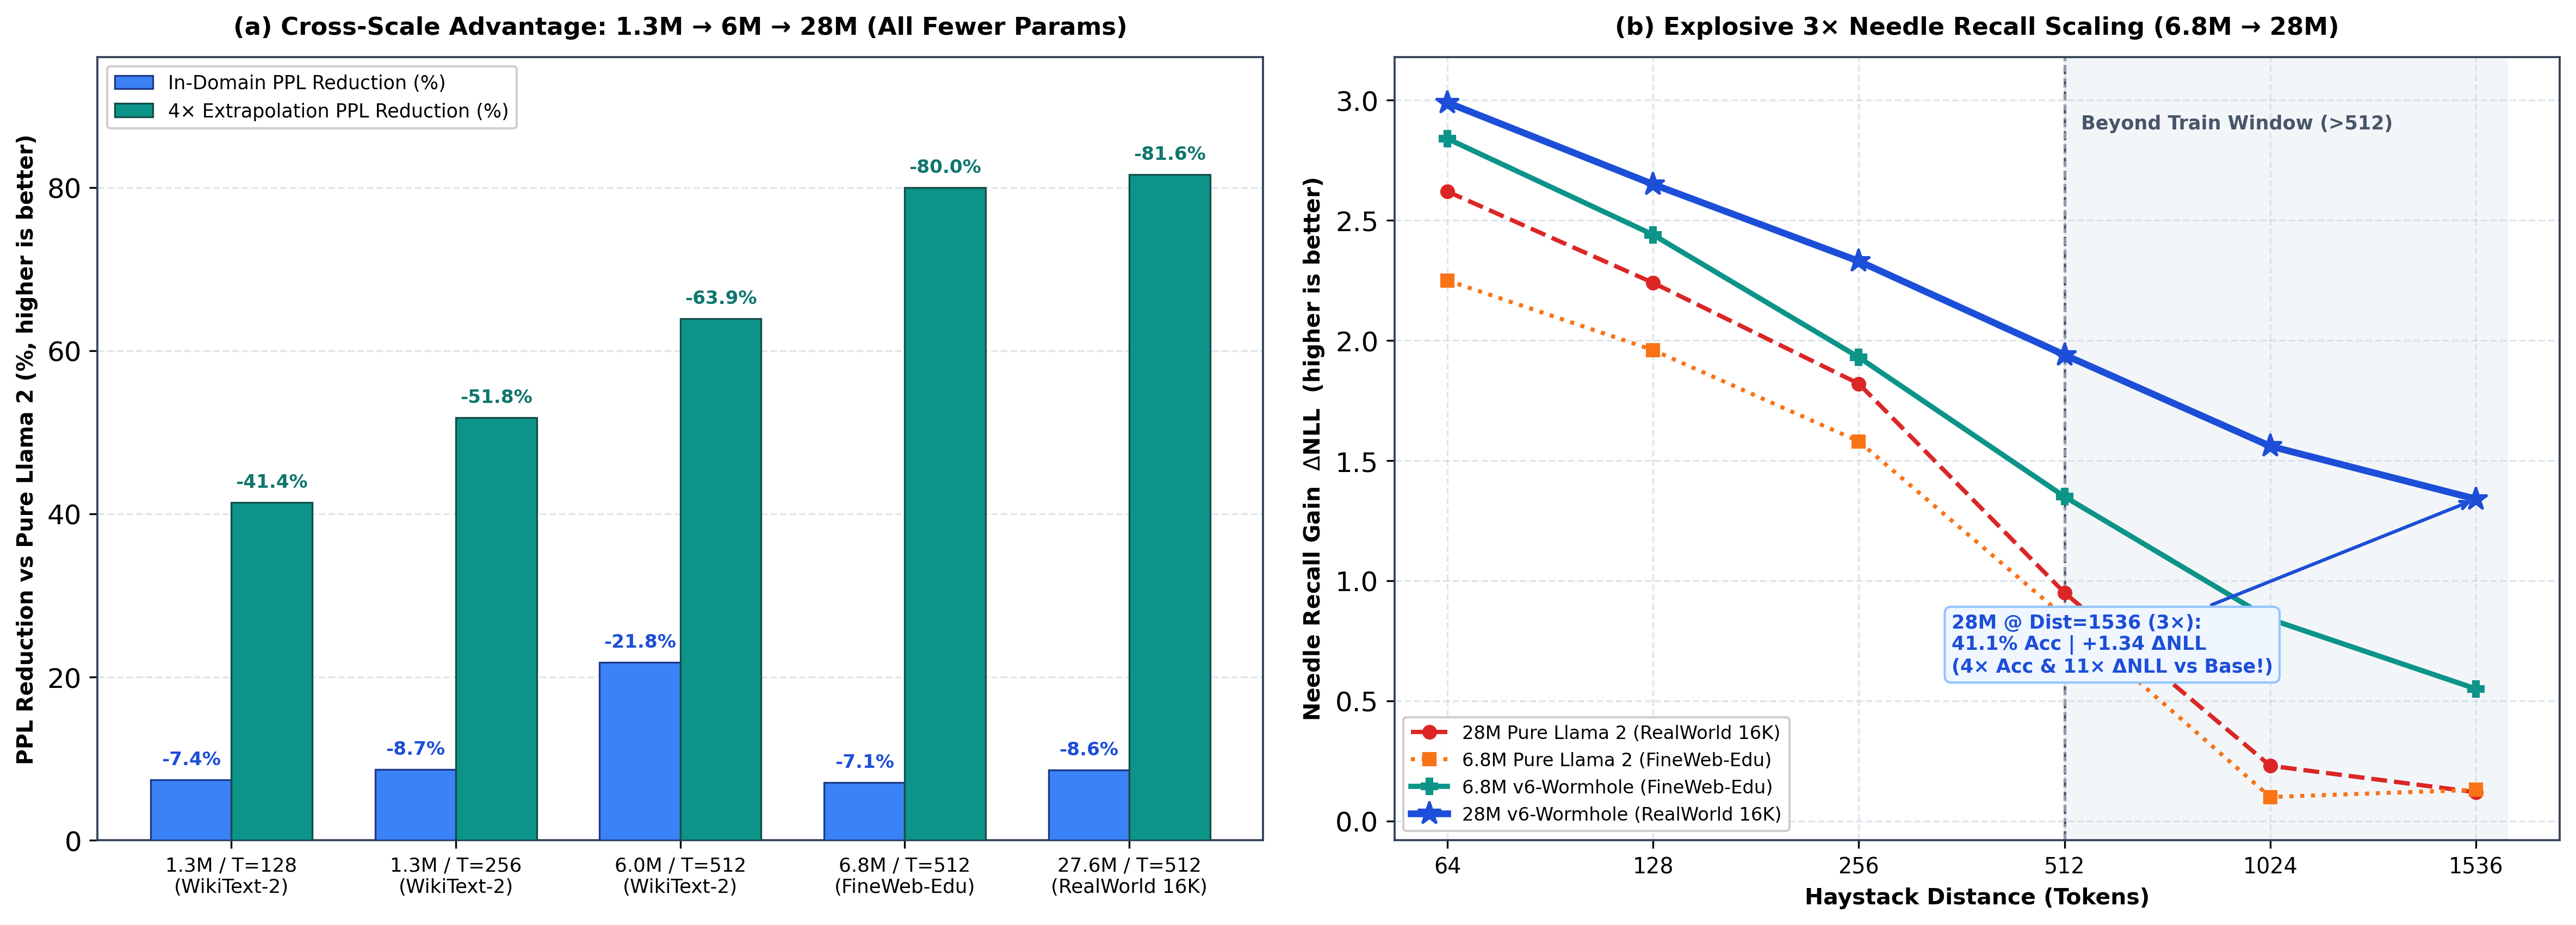 (a) Cross-Scale Advantage: 1.3M → 6M → 28M (All Fewer Params)
In-Domain PPL Reduction (%)
4× Extrapolation PPL Reduction (%)
PPL Reduction vs Pure Llama 2 (%, higher is better)
80
60
40
20
0
-7.4%
-41.4%
-8.7%
-51.8%
-21.8%
-63.9%
-7.1%
-80.0%
-8.6%
-81.6%
1.3M / T=128
(WikiText-2)
1.3M / T=256
(WikiText-2)
6.0M / T=512
(WikiText-2)
6.8M / T=512
(FineWeb-Edu)
27.6M / T=512
(RealWorld 16K)
(b) Explosive 3× Needle Recall Scaling (6.8M → 28M)
Needle Recall Gain ΔNLL (higher is better)
3.0
2.5
2.0
1.5
1.0
0.5
0.0
Beyond Train Window (>512)
28M @ Dist=1536 (3×):
41.1% Acc | +1.34 ΔNLL
(4× Acc & 11× ΔNLL vs Base!)
28M Pure Llama 2 (RealWorld 16K)
6.8M Pure Llama 2 (FineWeb-Edu)
6.8M v6-Wormhole (FineWeb-Edu)
28M v6-Wormhole (RealWorld 16K)
64
128
256
512
1024
1536
Haystack Distance (Tokens)